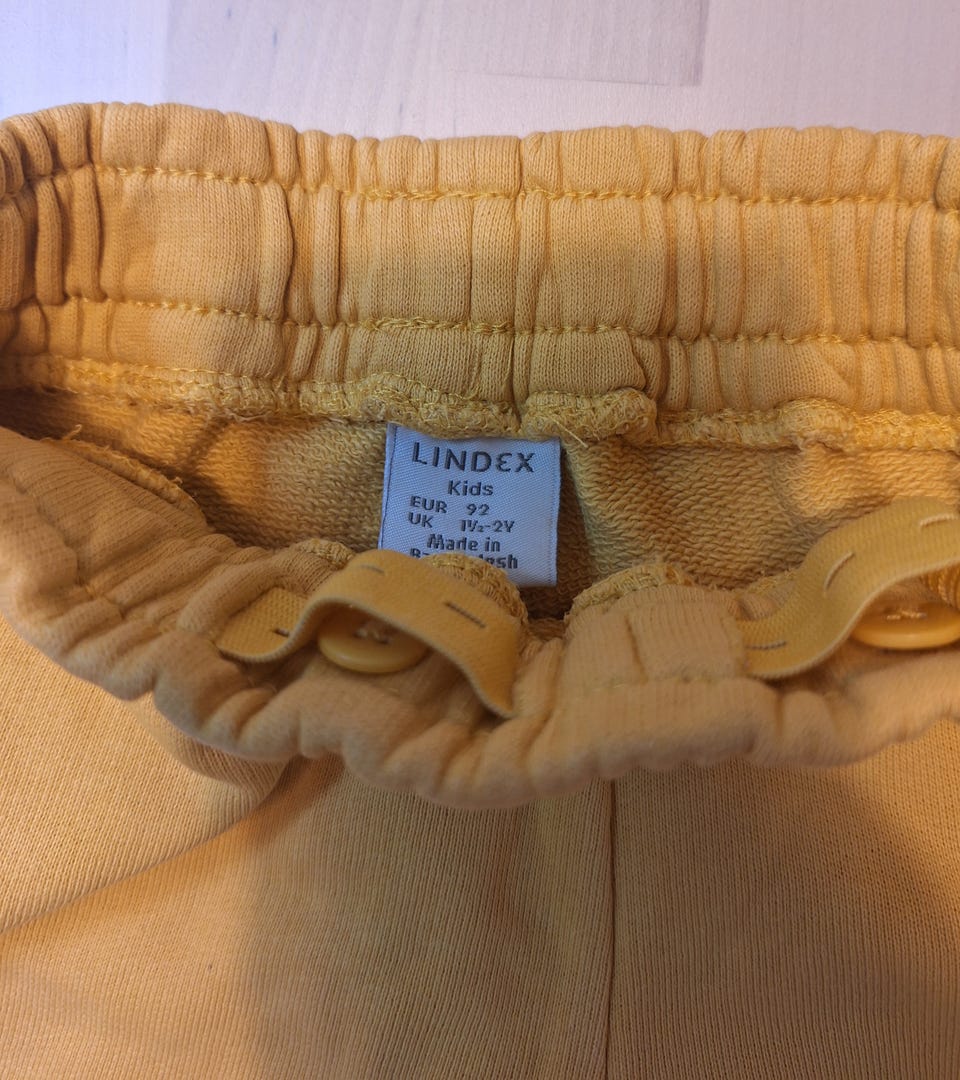 LINDEX
Kids
EUR 92
UK 1½-2Y
Made in